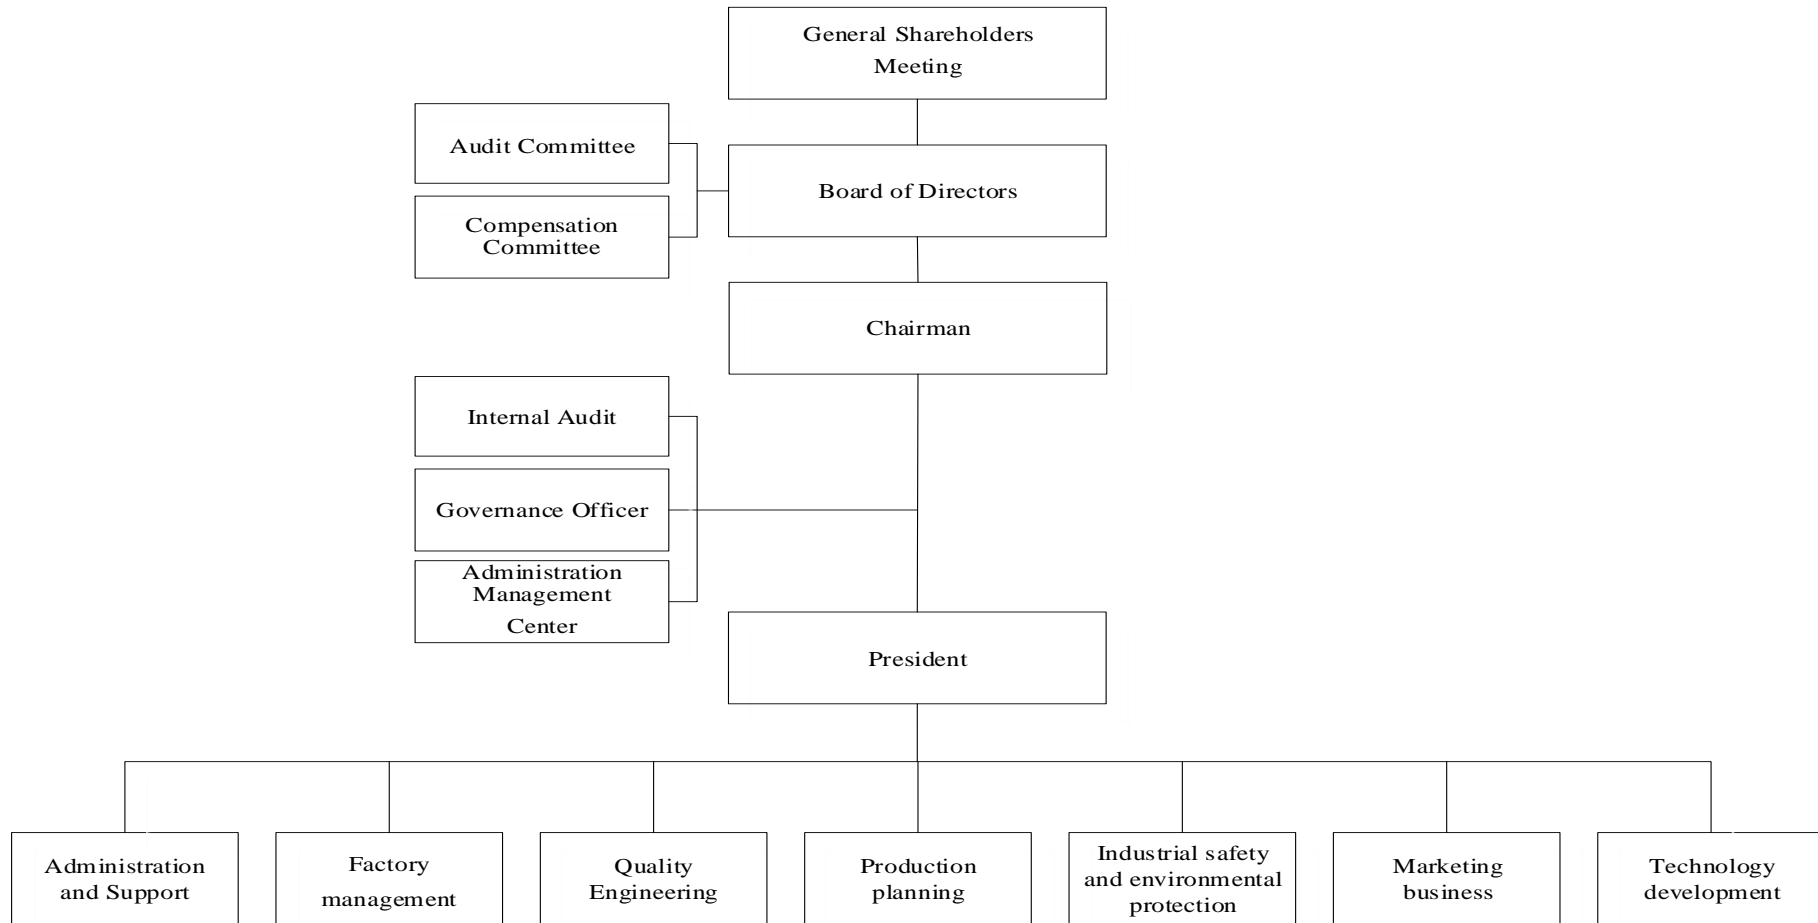 General Shareholders
Meeting
Audit Committee
Board of Directors
Compensation
Committee
Chairman
Internal Audit
Governance Officer
Administration
Management
Center
President
Administration
and Support
Factory
management
Quality
Engineering
Production
planning
Industrial safety
and environmental
protection
Marketing
business
Technology
development